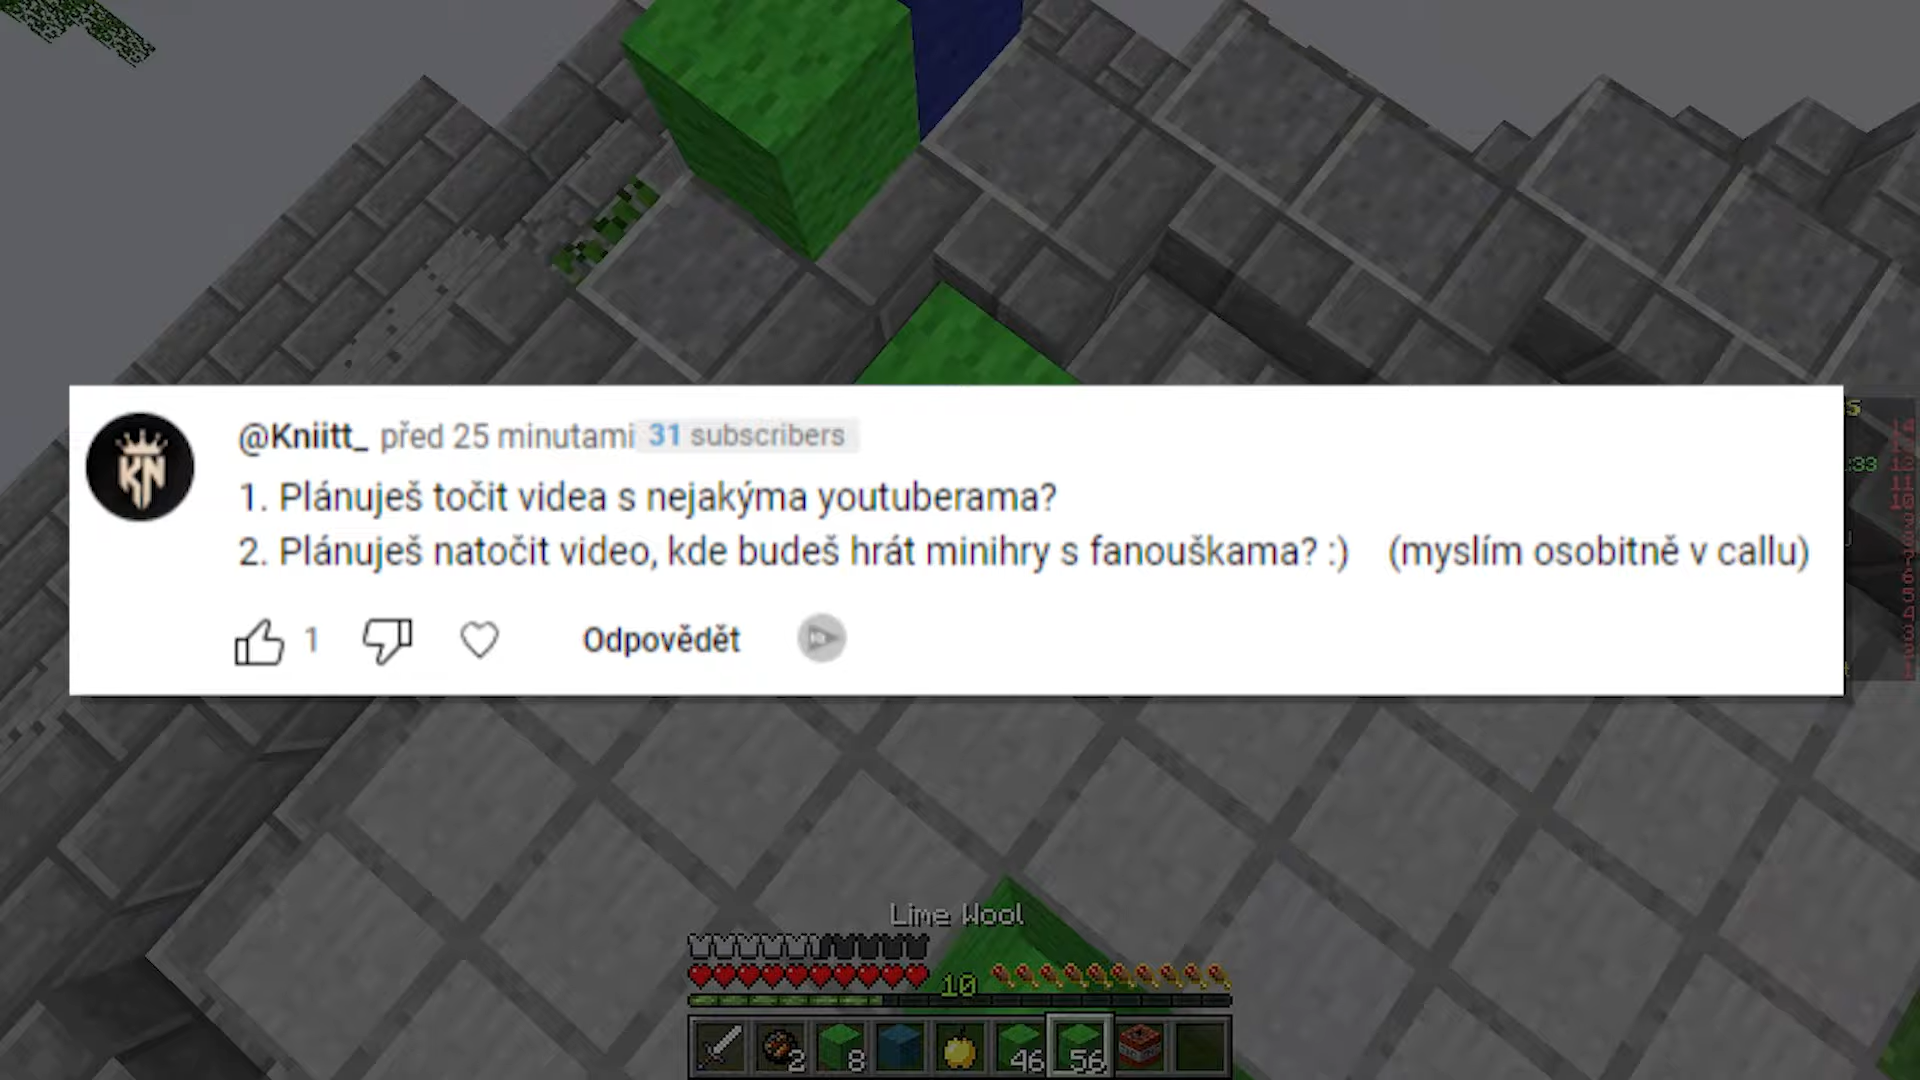 KN
@Kniitt_ před 25 minutami 31 subscribers
1. Plánuješ točit videa s nejakýma youtuberama?
2. Plánuješ natočit video, kde budeš hrát minihry s fanouškama? :) (myslím osobitně v callu)
1 Odpovědět
Lime Wool
10
2 8 46 56